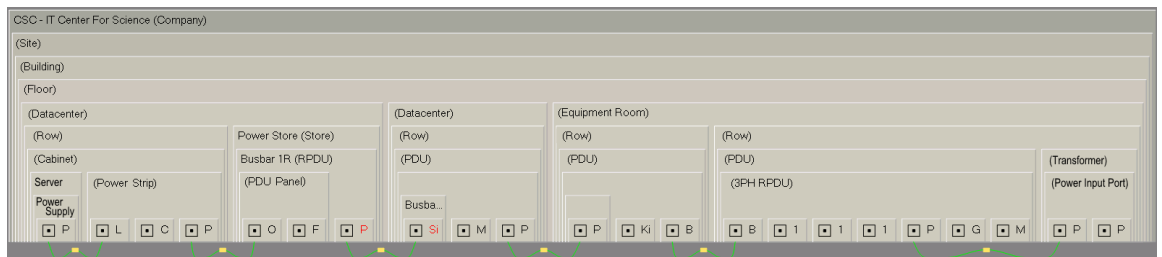 CSC - IT Center For Science (Company)
(Site)
(Building)
(Floor)
(Datacenter) (Datacenter) (Equipment Room)
(Row) Power Store (Store) (Row) (Row) (Row)
(Cabinet) Busbar 1R (RPDU) (PDU) (PDU) (PDU) (Transformer)
Server (Power Strip) (PDU Panel) (3PH RPDU) (Power Input Port)
Power
Supply Busba...
P L C P O F P Si M P P Ki B B 1 1 1 P G M P P